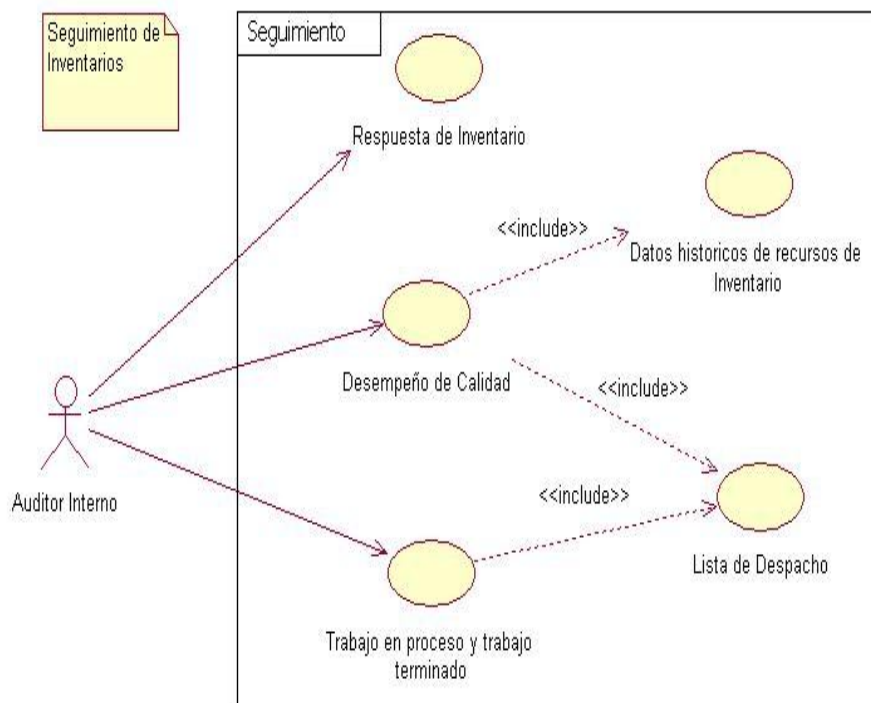 Seguimiento de
Inventarios
Seguimiento
Respuesta de Inventario
<<include>>
Datos historicos de recursos de
Inventario
Desempeño de Calidad
<<include>>
Auditor Interno
<<include>>
Lista de Despacho
Trabajo en proceso y trabajo
terminado